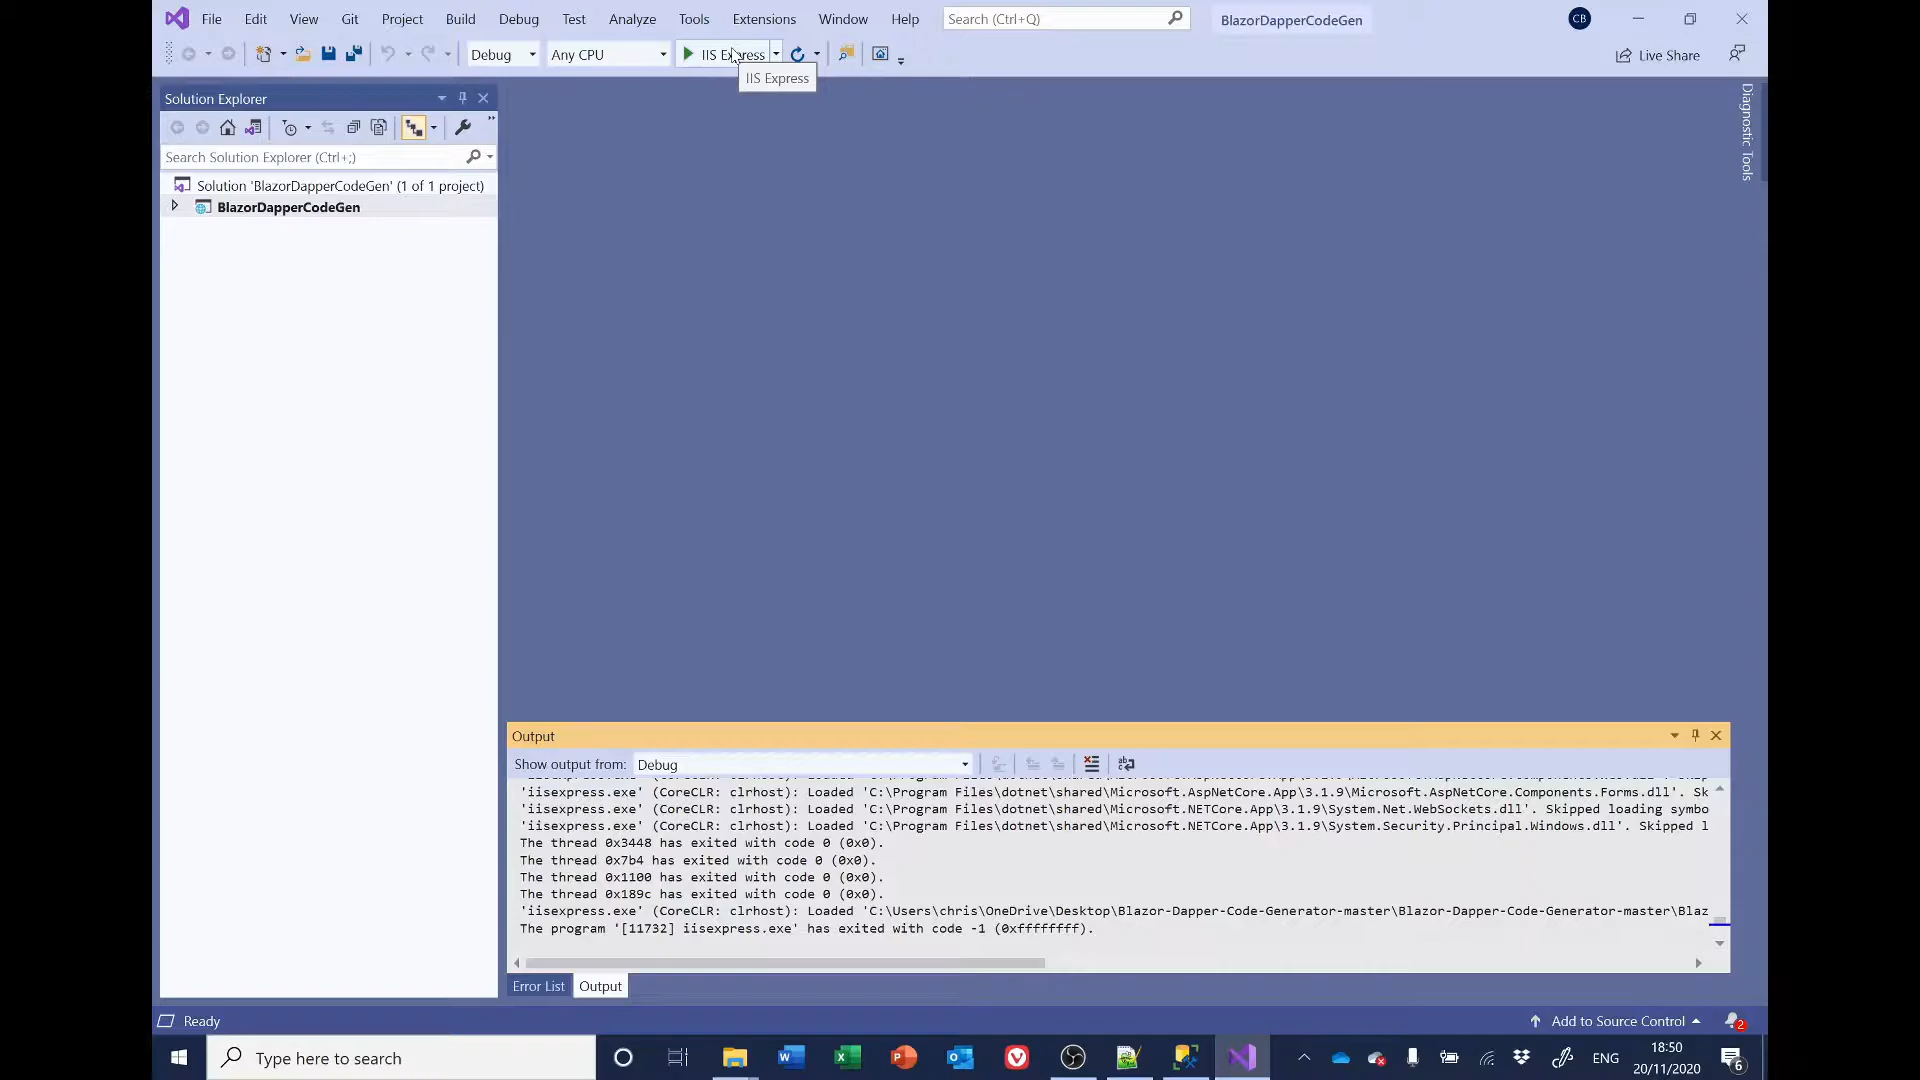 File Edit View Git Project Build Debug Test Analyze Tools Extensions Window Help Search (Ctrl+Q) BlazorDapperCodeGen CB
Debug Any CPU IIS Express Live Share
IIS Express
Solution Explorer
Search Solution Explorer (Ctrl+;)
Solution 'BlazorDapperCodeGen' (1 of 1 project)
BlazorDapperCodeGen
Diagnostic Tools
Output
Show output from: Debug
'iisexpress.exe' (CoreCLR: clrhost): Loaded 'C:\Program Files\dotnet\shared\Microsoft.AspNetCore.App\3.1.9\Microsoft.AspNetCore.Components.Forms.dll'. Sk
'iisexpress.exe' (CoreCLR: clrhost): Loaded 'C:\Program Files\dotnet\shared\Microsoft.NETCore.App\3.1.9\System.Net.WebSockets.dll'. Skipped loading symbo
'iisexpress.exe' (CoreCLR: clrhost): Loaded 'C:\Program Files\dotnet\shared\Microsoft.NETCore.App\3.1.9\System.Security.Principal.Windows.dll'. Skipped l
The thread 0x3448 has exited with code 0 (0x0).
The thread 0x7b4 has exited with code 0 (0x0).
The thread 0x1100 has exited with code 0 (0x0).
The thread 0x189c has exited with code 0 (0x0).
'iisexpress.exe' (CoreCLR: clrhost): Loaded 'C:\Users\chris\OneDrive\Desktop\Blazor-Dapper-Code-Generator-master\Blazor-Dapper-Code-Generator-master\Blaz
The program '[11732] iisexpress.exe' has exited with code -1 (0xffffffff).
Error List Output
Ready Add to Source Control 2
Type here to search ENG 18:50
20/11/2020 6